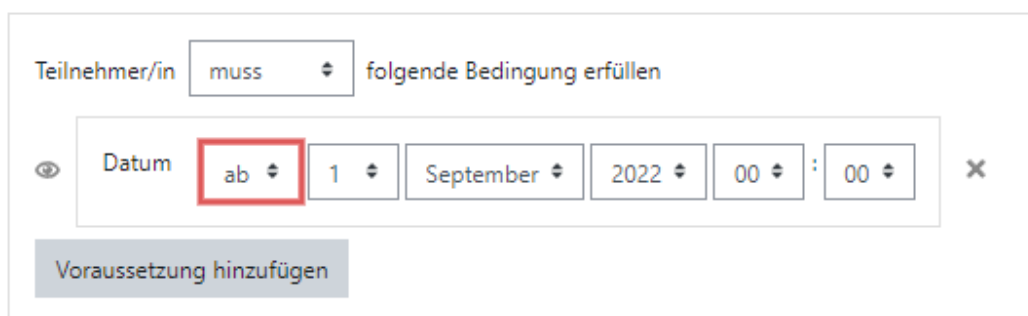 Teilnehmer/in muss folgende Bedingung erfüllen
Datum ab 1 September 2022 00 : 00
Voraussetzung hinzufügen